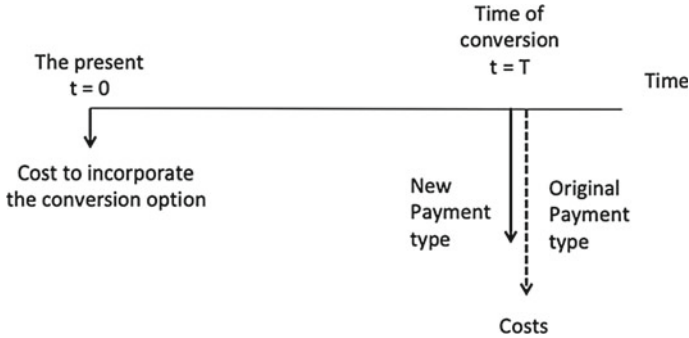 The present
t = 0
Time of
conversion
t = T
Time
Cost to incorporate
the conversion option
New
Payment
type
Original
Payment
type
Costs